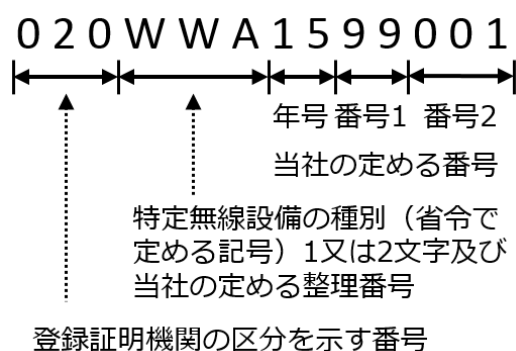 020WWA1599001
年号 番号1 番号2
当社の定める番号
特定無線設備の種別（省令で
定める記号）1又は2文字及び
当社の定める整理番号
登録証明機関の区分を示す番号